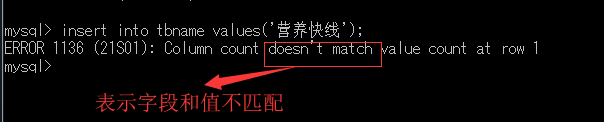 mysql> insert into tbname values('营养快线');
ERROR 1136 (21S01): Column count doesn't match value count at row 1
mysql>
表示字段和值不匹配